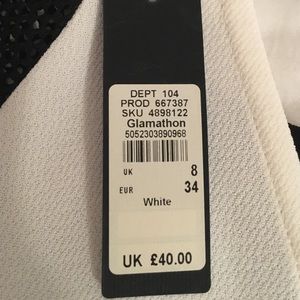 DEPT 104
PROD 667387
SKU 4898122
Glamathon
5052303890968
UK 8
EUR 34
White
UK £40.00